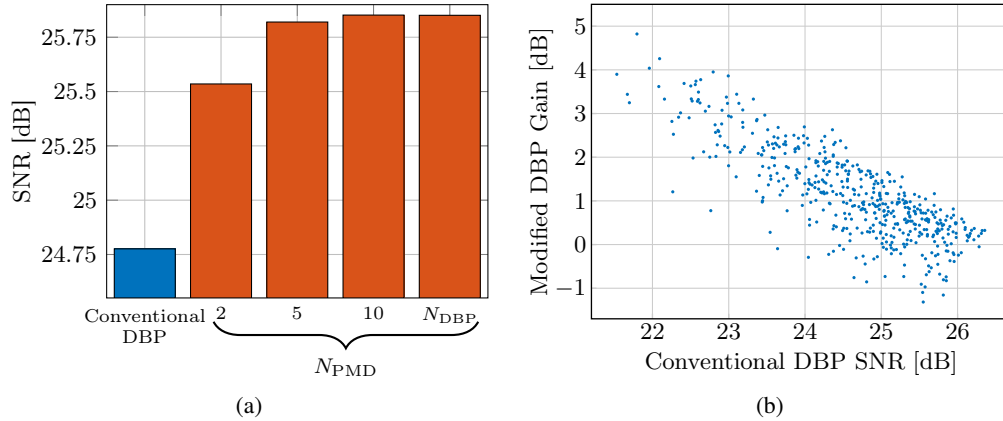 25.75
25.5
25.25
25
24.75
SNR [dB]
Conventional DBP
2
5
10
N_DBP
N_PMD
(a)
5
4
3
2
1
0
−1
Modified DBP Gain [dB]
22
23
24
25
26
Conventional DBP SNR [dB]
(b)